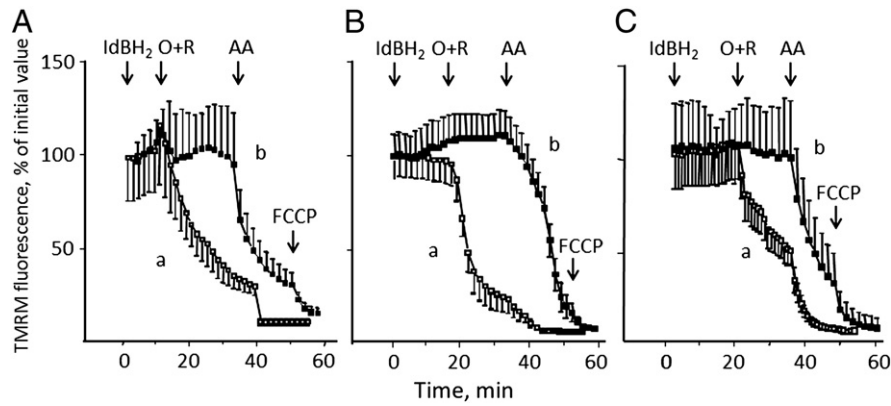 A
B
C
IdBH2 O+R AA
IdBH2 O+R AA
IdBH2 O+R AA
TMRM fluorescence, % of initial value
150
100
50
a
b
FCCP
a
b
FCCP
a
b
FCCP
0 20 40 60
0 20 40 60
0 20 40 60
Time, min